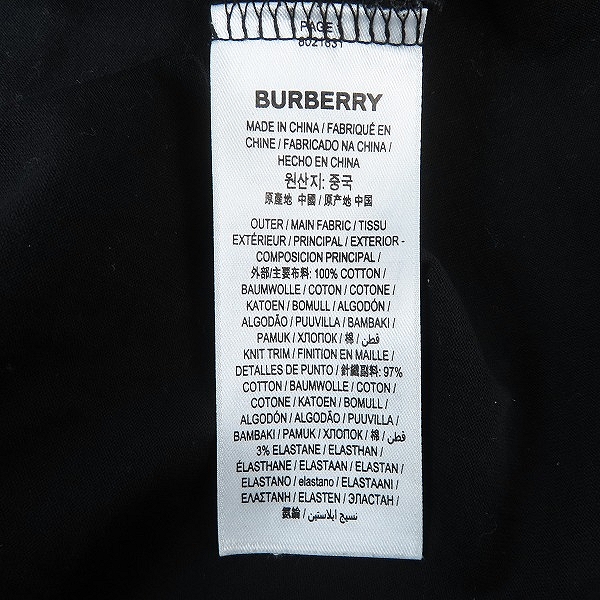 PAGE 1
8021831
BURBERRY
MADE IN CHINA / FABRIQUÉ EN
CHINE / FABRICADO NA CHINA /
HECHO EN CHINA
원산지: 중국
原產地 中國 / 原产地 中国
OUTER / MAIN FABRIC / TISSU
EXTÉRIEUR / PRINCIPAL / EXTERIOR -
COMPOSICION PRINCIPAL /
外部/主要布料: 100% COTTON /
BAUMWOLLE / COTON / COTONE /
KATOEN / BOMULL / ALGODÓN /
ALGODÃO / PUUVILLA / BAMBAKI /
PAMUK / ХЛОПОК / 棉 / قطن /
KNIT TRIM / FINITION EN MAILLE /
DETALLES DE PUNTO / 針織副料: 97%
COTTON / BAUMWOLLE / COTON /
COTONE / KATOEN / BOMULL /
ALGODÓN / ALGODÃO / PUUVILLA /
BAMBAKI / PAMUK / ХЛОПОК / 棉 / قطن /
3% ELASTANE / ELASTHAN /
ÉLASTHANE / ELASTAAN / ELASTAN /
ELASTANO / elastano / ELASTAANI /
ΕΛΑΣΤΑΝΗ / ELASTEN / ЭЛАСТАН /
氨綸 / نسيج ايلاستين /